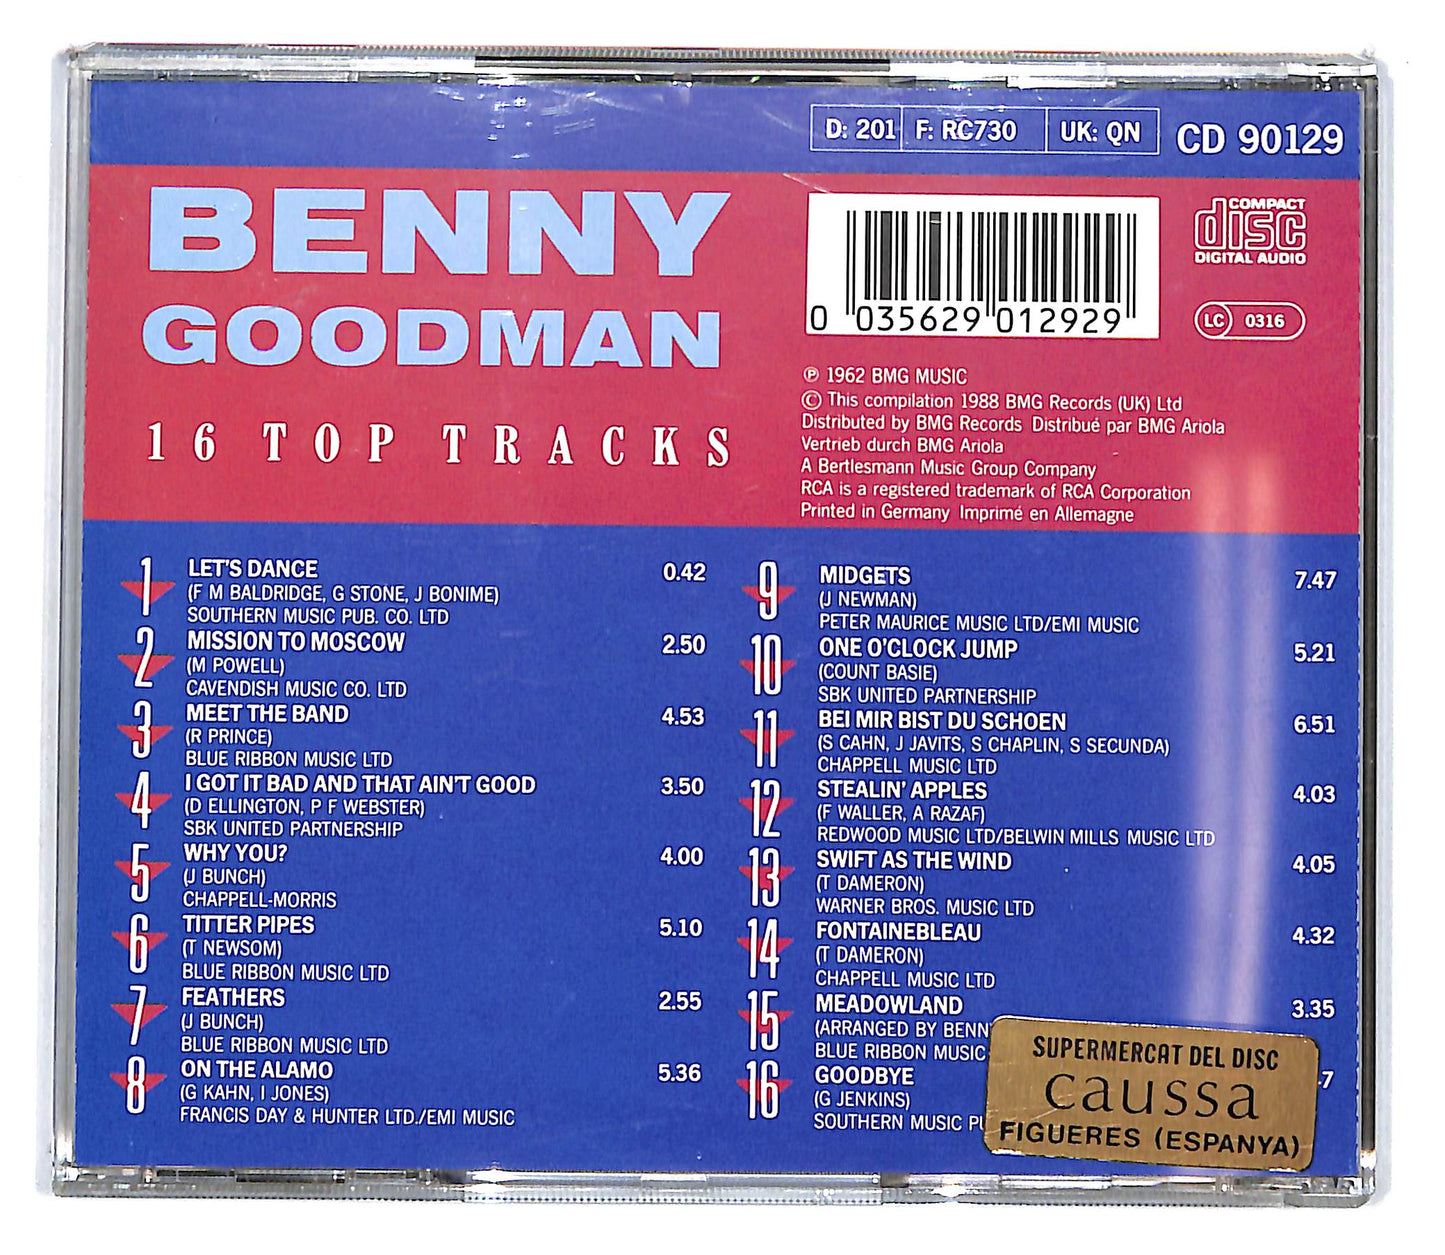 D: 201 F: RC730 UK: QN CD 90129
BENNY
GOODMAN
16 TOP TRACKS
0 035629 012929
COMPACT
disc
DIGITAL AUDIO
LC 0316
℗ 1962 BMG MUSIC
© This compilation 1988 BMG Records (UK) Ltd
Distributed by BMG Records Distribué par BMG Ariola
Vertrieb durch BMG Ariola
A Bertlesmann Music Group Company
RCA is a registered trademark of RCA Corporation
Printed in Germany Imprimé en Allemagne
1 LET'S DANCE 0.42
(F M BALDRIDGE, G STONE, J BONIME)
SOUTHERN MUSIC PUB. CO. LTD
2 MISSION TO MOSCOW 2.50
(M POWELL)
CAVENDISH MUSIC CO. LTD
3 MEET THE BAND 4.53
(R PRINCE)
BLUE RIBBON MUSIC LTD
4 I GOT IT BAD AND THAT AIN'T GOOD 3.50
(D ELLINGTON, P F WEBSTER)
SBK UNITED PARTNERSHIP
5 WHY YOU? 4.00
(J BUNCH)
CHAPPELL-MORRIS
6 TITTER PIPES 5.10
(T NEWSOM)
BLUE RIBBON MUSIC LTD
7 FEATHERS 2.55
(J BUNCH)
BLUE RIBBON MUSIC LTD
8 ON THE ALAMO 5.36
(G KAHN, I JONES)
FRANCIS DAY & HUNTER LTD./EMI MUSIC
9 MIDGETS 7.47
(J NEWMAN)
PETER MAURICE MUSIC LTD/EMI MUSIC
10 ONE O'CLOCK JUMP 5.21
(COUNT BASIE)
SBK UNITED PARTNERSHIP
11 BEI MIR BIST DU SCHOEN 6.51
(S CAHN, J JAVITS, S CHAPLIN, S SECUNDA)
CHAPPELL MUSIC LTD
12 STEALIN' APPLES 4.03
(F WALLER, A RAZAF)
REDWOOD MUSIC LTD/BELWIN MILLS MUSIC LTD
13 SWIFT AS THE WIND 4.05
(T DAMERON)
WARNER BROS. MUSIC LTD
14 FONTAINEBLEAU 4.32
(T DAMERON)
CHAPPELL MUSIC LTD
15 MEADOWLAND 3.35
(ARRANGED BY BENN
BLUE RIBBON MUSIC
16 GOODBYE .7
(G JENKINS)
SOUTHERN MUSIC PU
SUPERMERCAT DEL DISC
caussa
FIGUERES (ESPANYA)